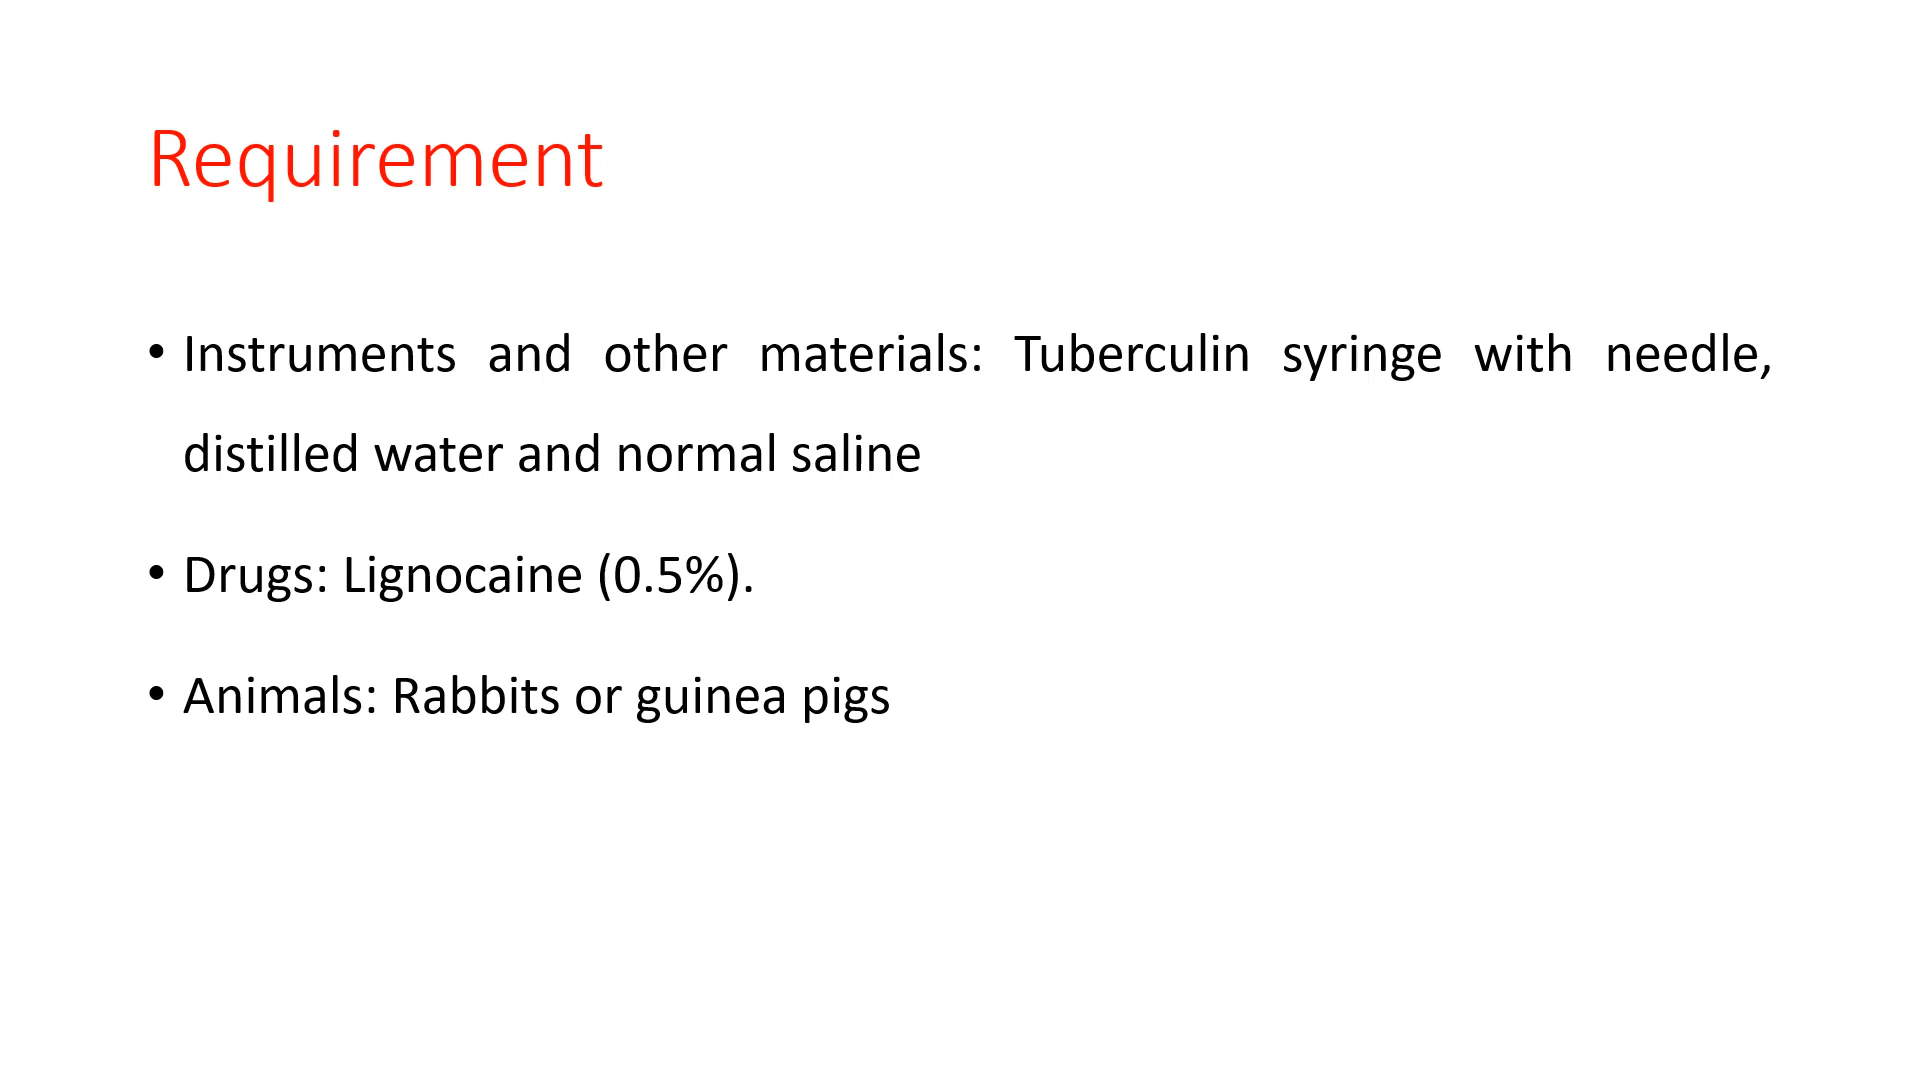 Requirement
• Instruments and other materials: Tuberculin syringe with needle,
distilled water and normal saline
• Drugs: Lignocaine (0.5%).
• Animals: Rabbits or guinea pigs